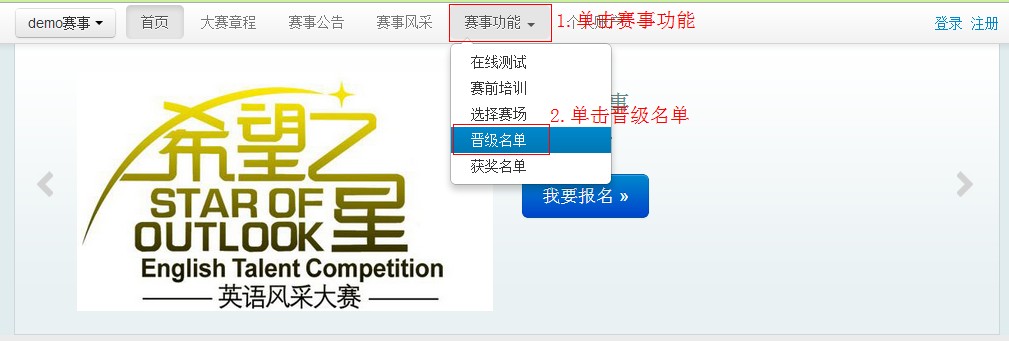 demo赛事 首页 大赛章程 赛事公告 赛事风采 赛事功能 1.单击赛事功能 登录 注册
在线测试
赛前培训
选择赛场 2.单击晋级名单
晋级名单
获奖名单
我要报名 »
希望之星
STAR OF
OUTLOOK
English Talent Competition
英语风采大赛